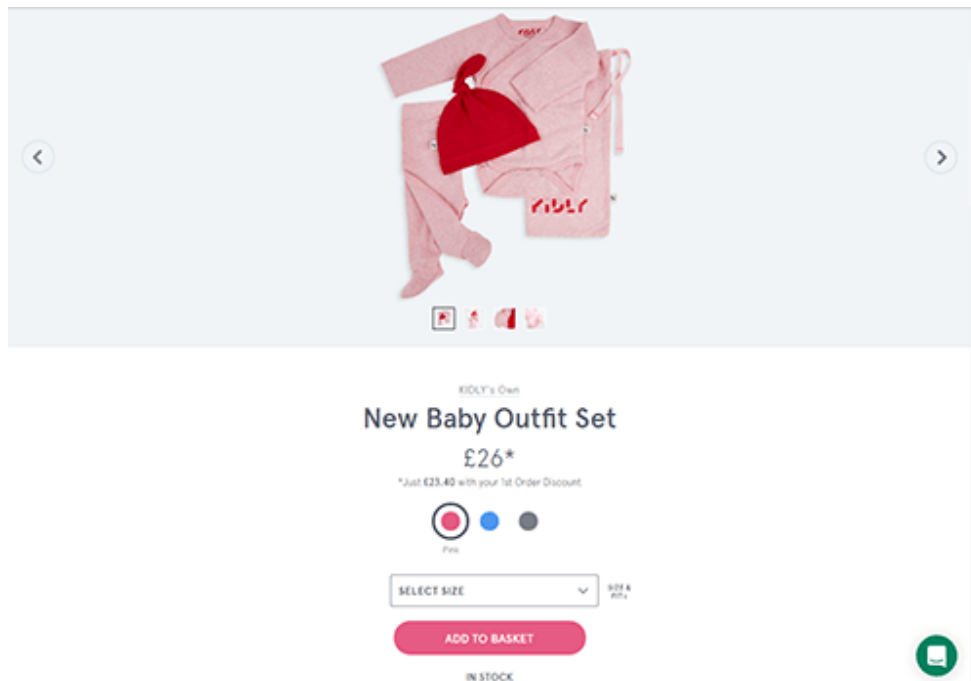 KIDLY
KIDLY's Own
New Baby Outfit Set
£26*
*Just £23.40 with your 1st Order Discount
Pink
SELECT SIZE
SIZE &
ADD TO BASKET
IN STOCK